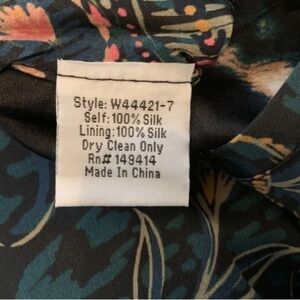 Style: W44421-7
Self: 100% Silk
Lining: 100% Silk
Dry Clean Only
Rn# 149414
Made In China